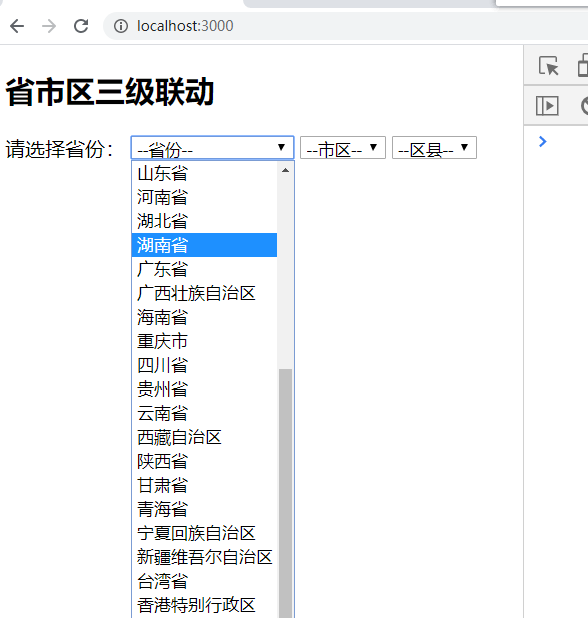 localhost:3000
省市区三级联动
请选择省份： --省份-- --市区-- --区县--
山东省
河南省
湖北省
湖南省
广东省
广西壮族自治区
海南省
重庆市
四川省
贵州省
云南省
西藏自治区
陕西省
甘肃省
青海省
宁夏回族自治区
新疆维吾尔自治区
台湾省
香港特别行政区